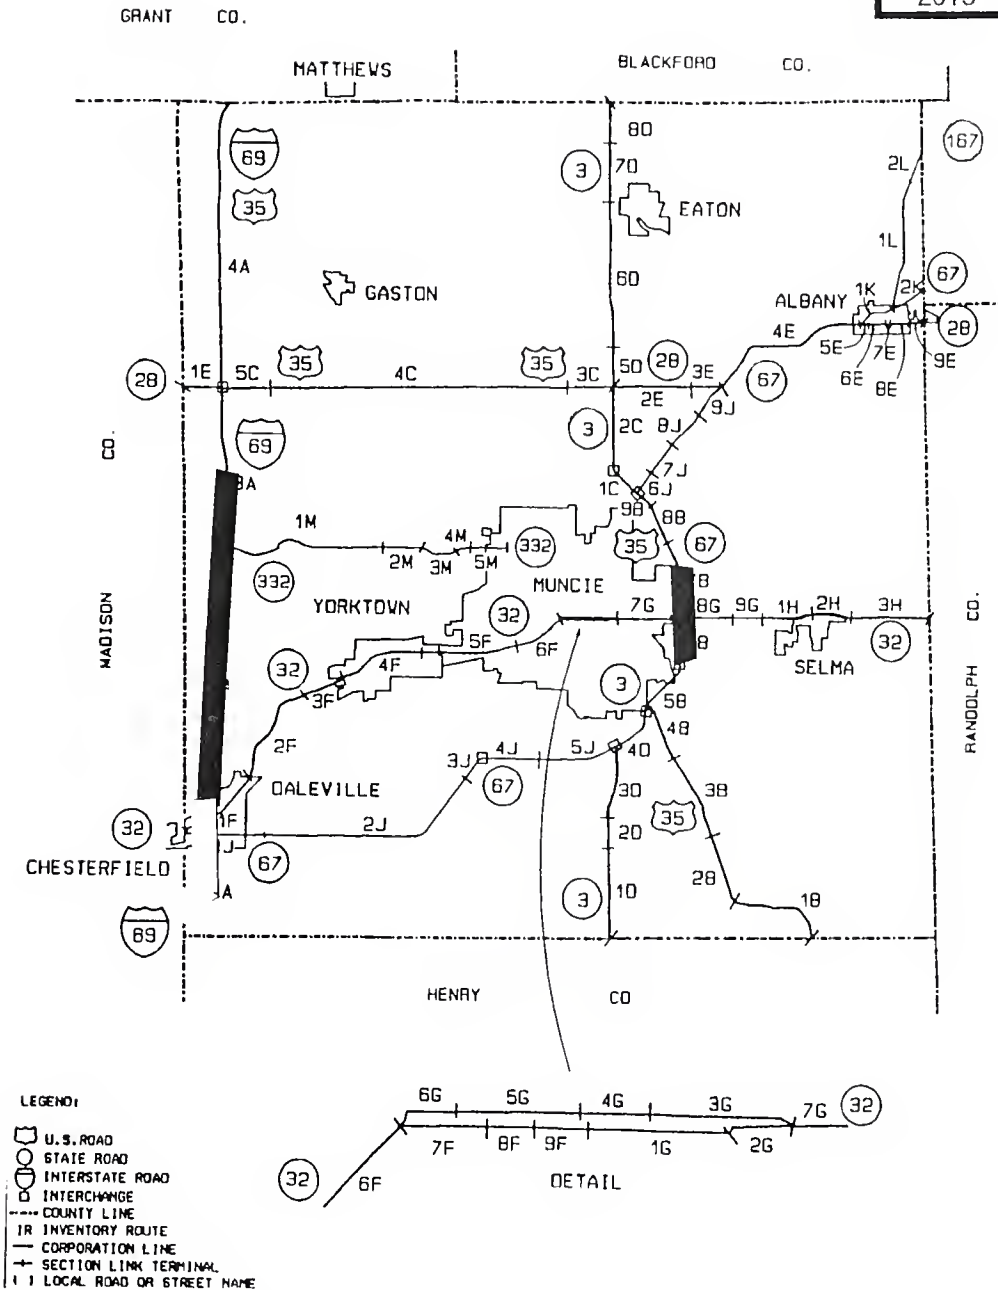 GRANT CO.
MATTHEWS
BLACKFORD CO.
69
35
3
8D
7D
EATON
167
2L
1L
4A
GASTON
6D
67
ALBANY
1K
2K
28
4E
5E
7E
9E
6E
8E
28
1E
5C
35
4C
35
3C
5D
28
3E
2E
67
9J
MADISON CO.
69
3
2C
8J
7J
1C
6J
1M
4M
9B
8B
332
2M
3M
5M
332
35
67
MUNCIE
YORKTOWN
32
7G
8G
9G
1H
2H
3H
32
SELMA
RANDOLPH CO.
5F
6F
32
4F
3F
3
5B
2F
4J
5J
4D
4B
3J
67
DALEVILLE
3D
3B
35
32
1F
2J
2D
67
CHESTERFIELD
A
3
1D
2B
1B
69
HENRY CO
LEGEND:
U.S. ROAD
STATE ROAD
INTERSTATE ROAD
INTERCHANGE
COUNTY LINE
IR INVENTORY ROUTE
CORPORATION LINE
SECTION LINK TERMINAL
( ) LOCAL ROAD OR STREET NAME
6G
5G
4G
3G
7G
32
7F
8F
9F
1G
2G
32
6F
DETAIL